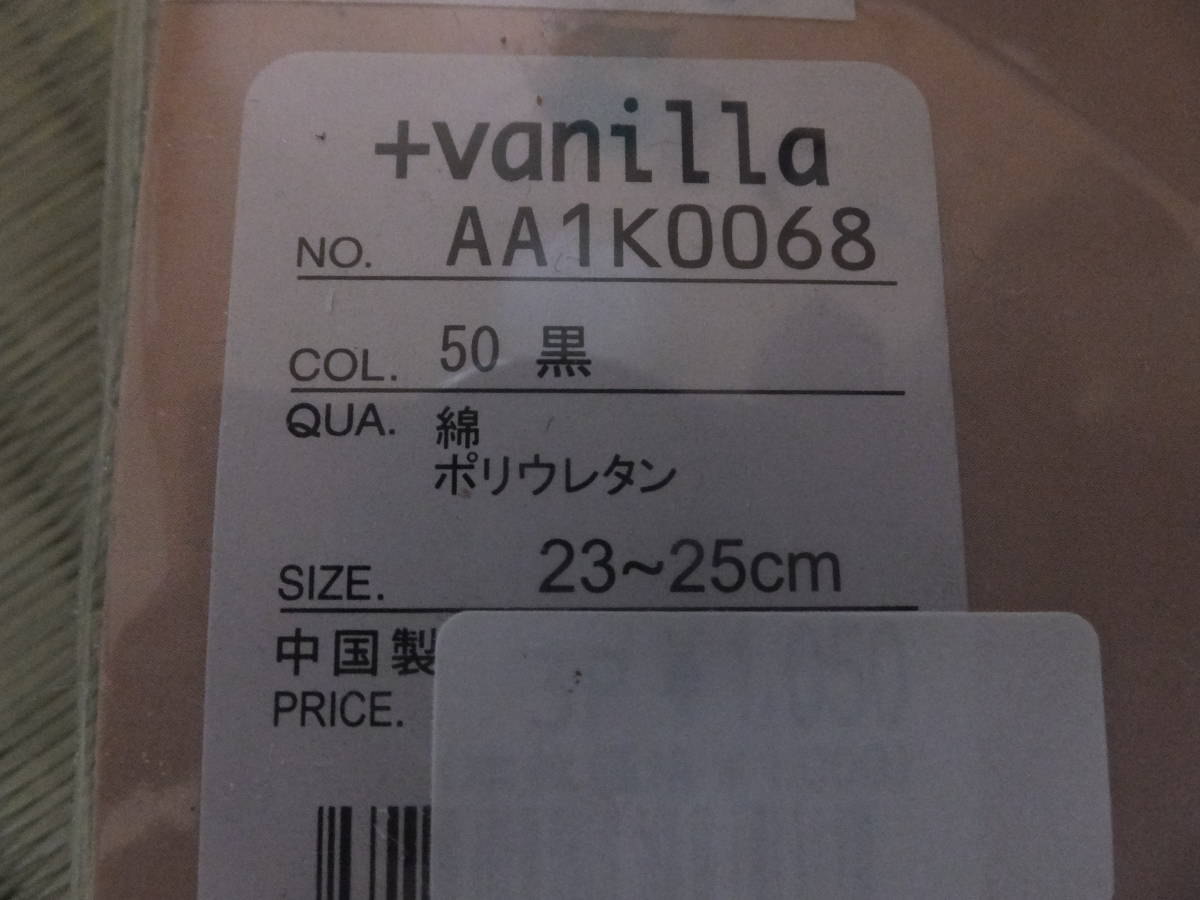 +vanilla
NO. AA1K0068
COL. 50 黒
QUA. 綿
ポリウレタン
SIZE. 23~25cm
中国製
PRICE.